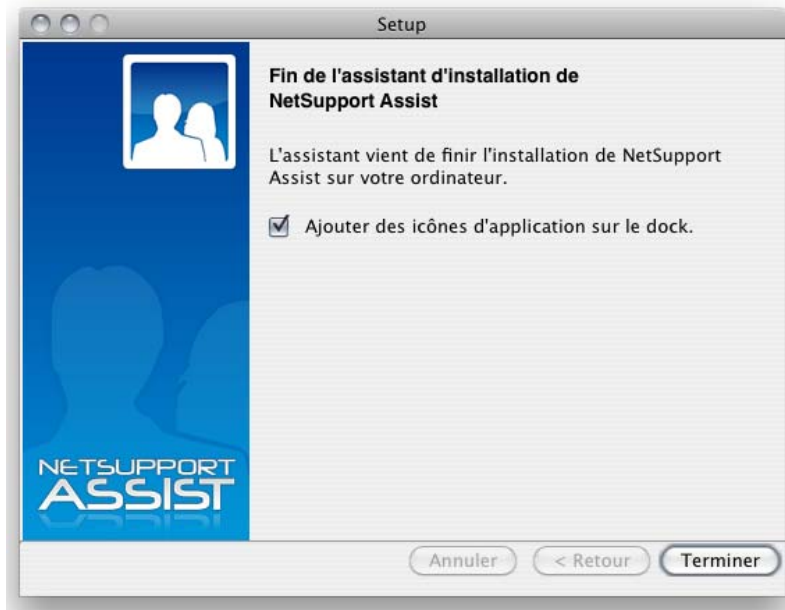 Setup
Fin de l'assistant d'installation de
NetSupport Assist
L'assistant vient de finir l'installation de NetSupport
Assist sur votre ordinateur.
Ajouter des icônes d'application sur le dock.
NETSUPPORT
ASSIST
Annuler
< Retour
Terminer